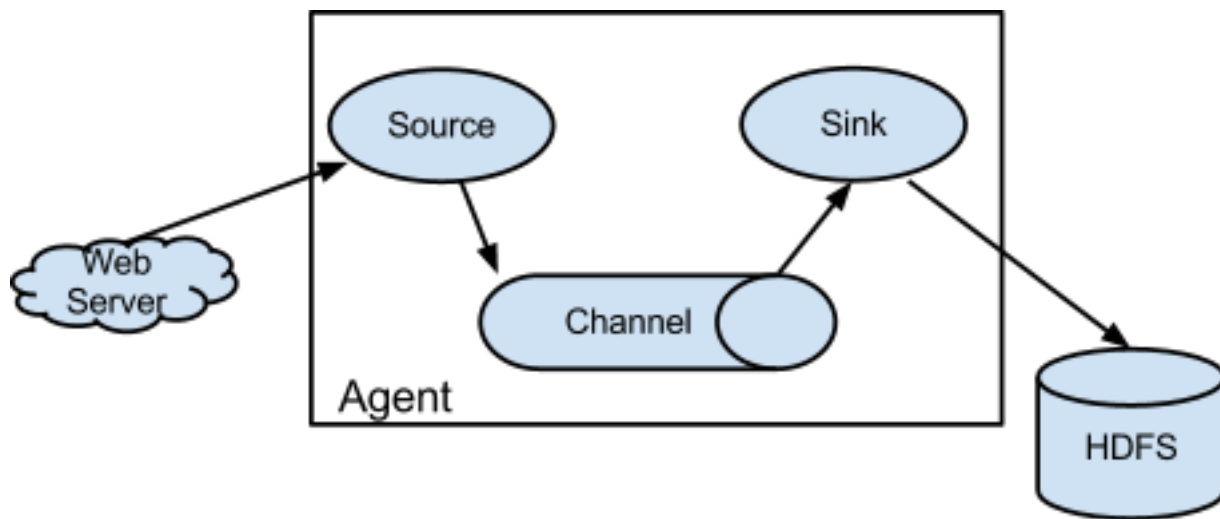 Source
Sink
Web
Server
Channel
Agent
HDFS